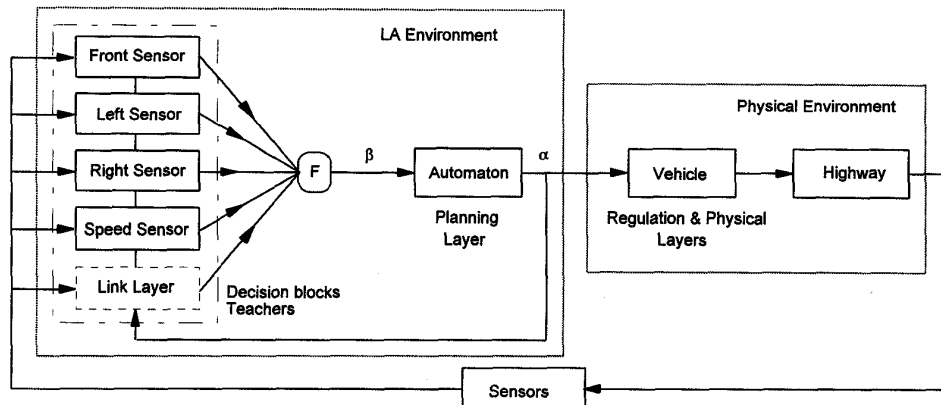 LA Environment
Front Sensor
Left Sensor
Right Sensor
Speed Sensor
Link Layer
Decision blocks
Teachers
F
β
Automaton
Planning
Layer
α
Physical Environment
Vehicle
Highway
Regulation & Physical
Layers
Sensors